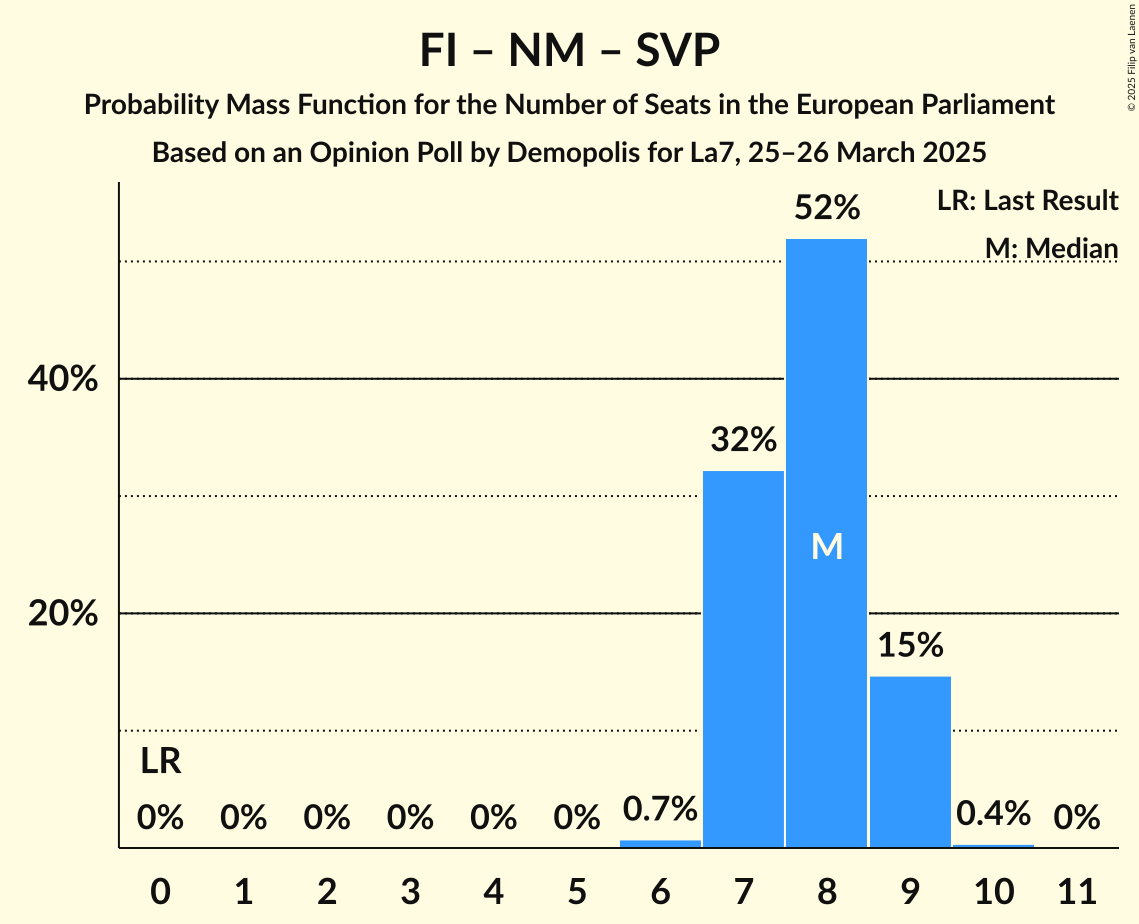 FI – NM – SVP
Probability Mass Function for the Number of Seats in the European Parliament
Based on an Opinion Poll by Demopolis for La7, 25–26 March 2025
© 2025 Filip van Laenen
LR: Last Result
M: Median
52%
40%
32%
M
20%
15%
LR
0% 0% 0% 0% 0% 0% 0.7% 0.4% 0%
0 1 2 3 4 5 6 7 8 9 10 11